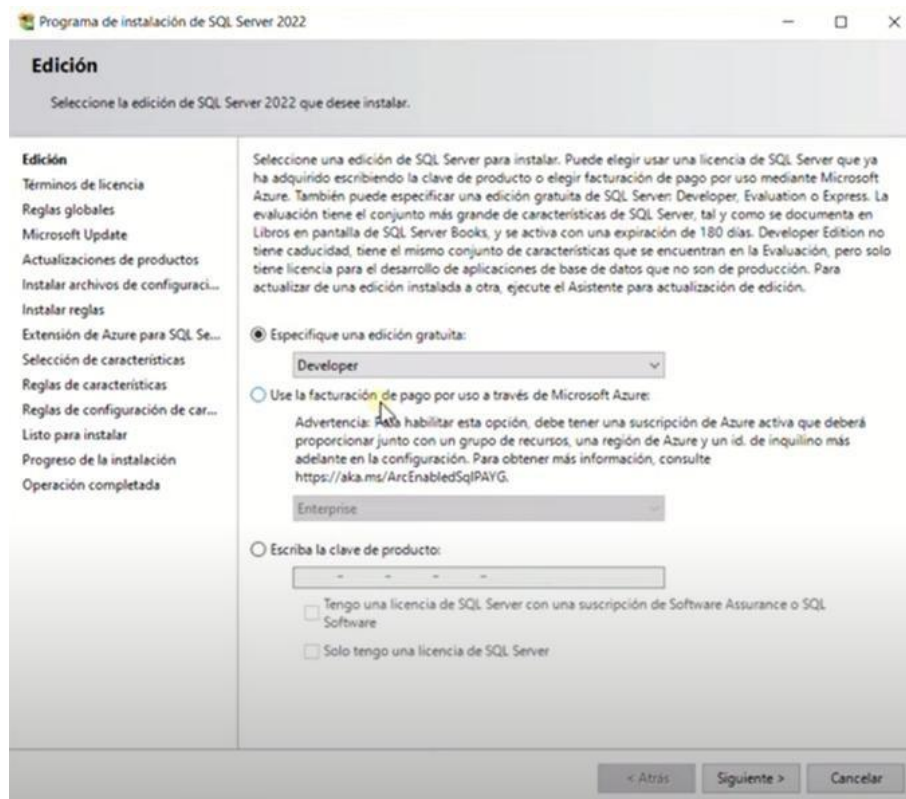 Programa de instalación de SQL Server 2022
Edición
Seleccione la edición de SQL Server 2022 que desee instalar.
Edición
Términos de licencia
Reglas globales
Microsoft Update
Actualizaciones de productos
Instalar archivos de configuraci...
Instalar reglas
Extensión de Azure para SQL Se...
Selección de características
Reglas de características
Reglas de configuración de car...
Listo para instalar
Progreso de la instalación
Operación completada
Seleccione una edición de SQL Server para instalar. Puede elegir usar una licencia de SQL Server que ya
ha adquirido escribiendo la clave de producto o elegir facturación de pago por uso mediante Microsoft
Azure. También puede especificar una edición gratuita de SQL Server: Developer, Evaluation o Express. La
evaluación tiene el conjunto más grande de características de SQL Server, tal y como se documenta en
Libros en pantalla de SQL Server Books, y se activa con una expiración de 180 días. Developer Edition no
tiene caducidad, tiene el mismo conjunto de características que se encuentran en la Evaluación, pero solo
tiene licencia para el desarrollo de aplicaciones de base de datos que no son de producción. Para
actualizar de una edición instalada a otra, ejecute el Asistente para actualización de edición.
Especifique una edición gratuita:
Developer
Use la facturación de pago por uso a través de Microsoft Azure:
Advertencia: Para habilitar esta opción, debe tener una suscripción de Azure activa que deberá
proporcionar junto con un grupo de recursos, una región de Azure y un id. de inquilino más
adelante en la configuración. Para obtener más información, consulte
https://aka.ms/ArcEnabledSqlPAYG.
Enterprise
Escriba la clave de producto:
- - - -
Tengo una licencia de SQL Server con una suscripción de Software Assurance o SQL
Software
Solo tengo una licencia de SQL Server
< Atrás
Siguiente >
Cancelar